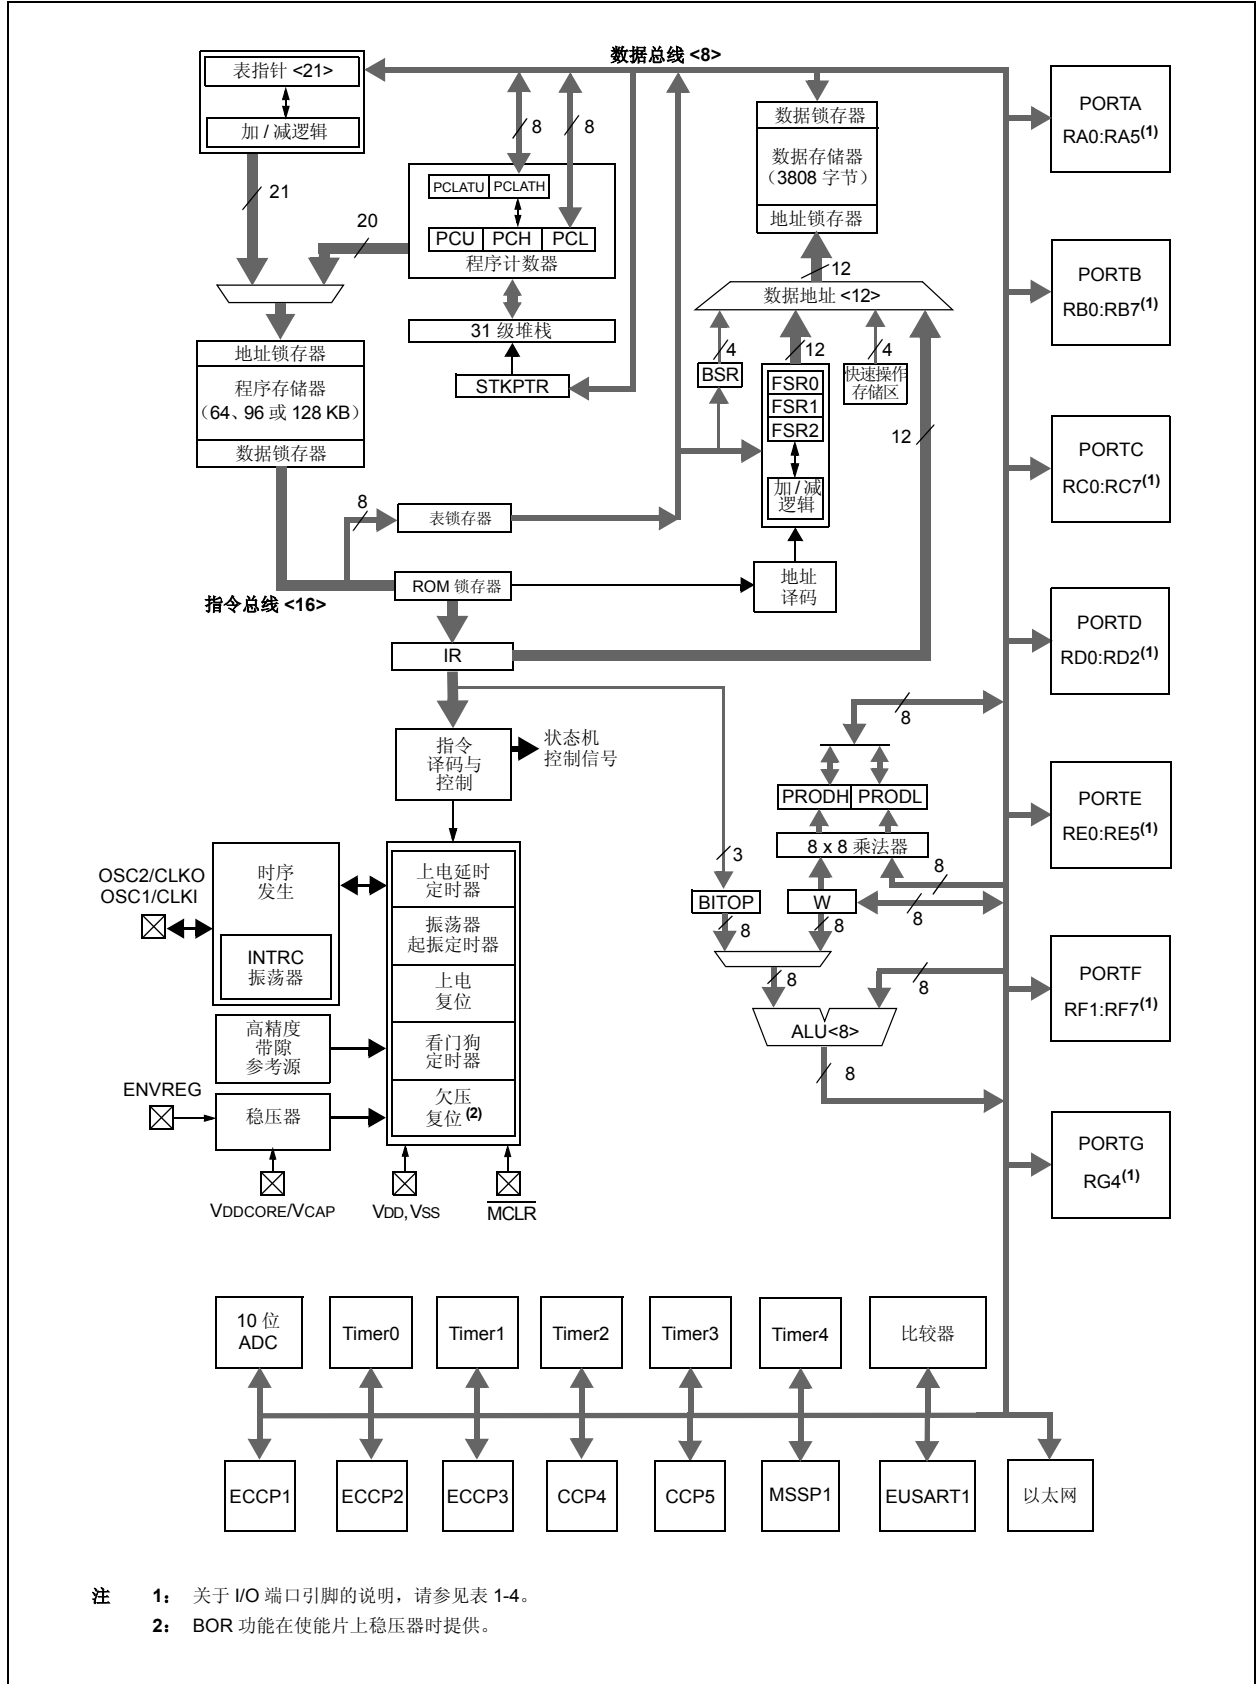 数据总线 <8>
表指针 <21>
加 / 减逻辑
21
20
8
8
PCLATU
PCLATH
PCU
PCH
PCL
程序计数器
31 级堆栈
STKPTR
地址锁存器
程序存储器
（64、96 或 128 KB）
数据锁存器
8
表锁存器
ROM 锁存器
指令总线 <16>
IR
数据锁存器
数据存储器
（3808 字节）
地址锁存器
12
数据地址 <12>
4
12
4
BSR
FSR0
FSR1
FSR2
快速操作
存储区
12
加 / 减
逻辑
地址
译码
指令
译码与
控制
状态机
控制信号
8
PRODH
PRODL
8 x 8 乘法器
3
8
BITOP
W
8
8
8
8
8
ALU<8>
8
OSC2/CLKO
OSC1/CLKI
时序
发生
INTRC
振荡器
高精度
带隙
参考源
ENVREG
稳压器
上电延时
定时器
振荡器
起振定时器
上电
复位
看门狗
定时器
欠压
复位 (2)
VDDCORE/VCAP
VDD, VSS
MCLR
PORTA
RA0:RA5(1)
PORTB
RB0:RB7(1)
PORTC
RC0:RC7(1)
PORTD
RD0:RD2(1)
PORTE
RE0:RE5(1)
PORTF
RF1:RF7(1)
PORTG
RG4(1)
10 位
ADC
Timer0
Timer1
Timer2
Timer3
Timer4
比较器
ECCP1
ECCP2
ECCP3
CCP4
CCP5
MSSP1
EUSART1
以太网
注 1： 关于 I/O 端口引脚的说明，请参见表 1-4。
2： BOR 功能在使能片上稳压器时提供。